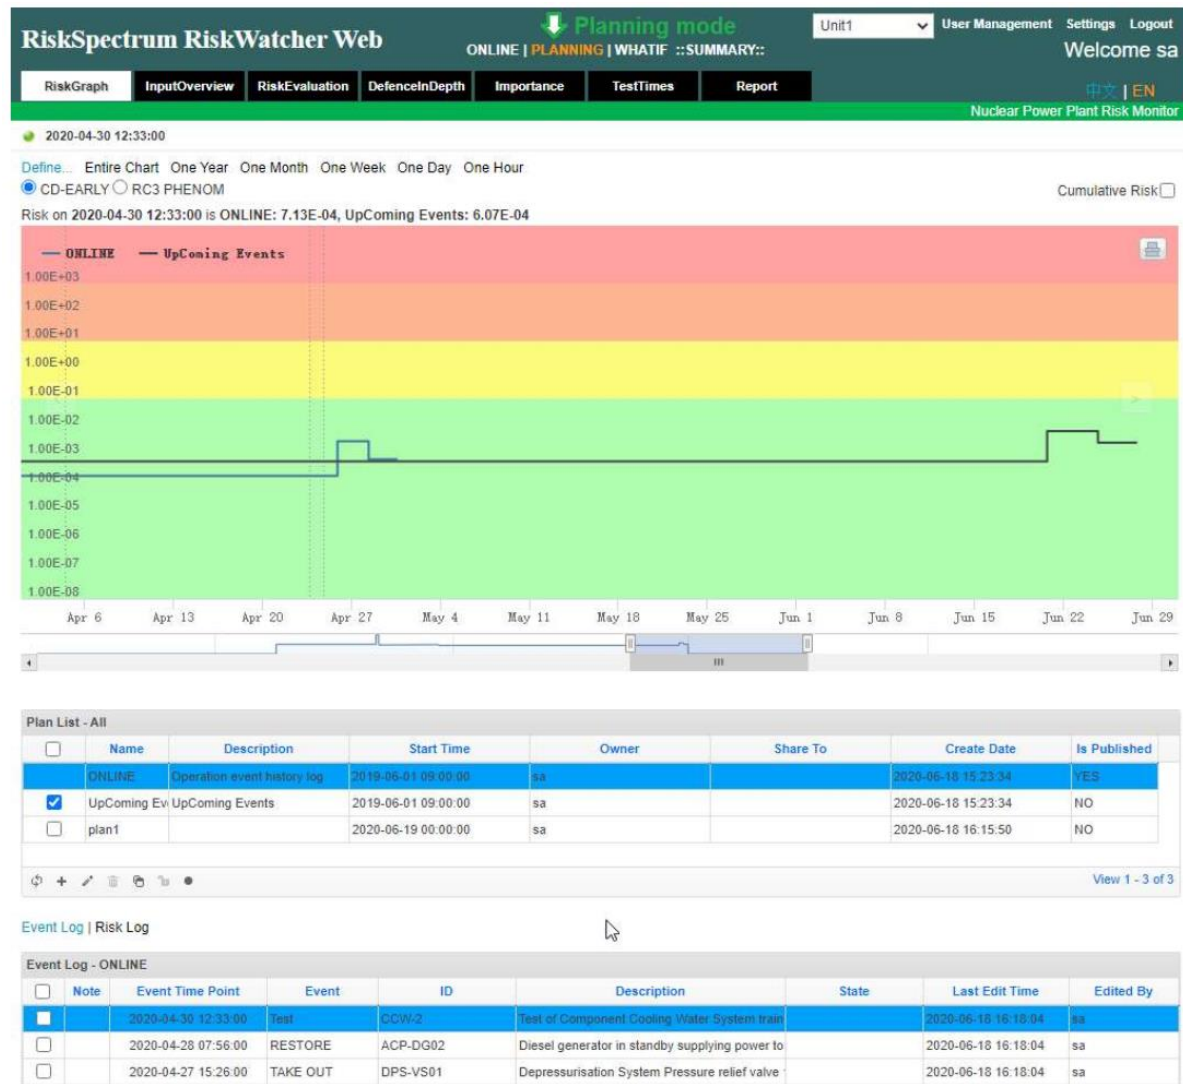 RiskSpectrum RiskWatcher Web
Planning mode
ONLINE | PLANNING | WHATIF ::SUMMARY::
Unit1
User Management Settings Logout
Welcome sa
RiskGraph InputOverview RiskEvaluation DefenceInDepth Importance TestTimes Report
中文 | EN
Nuclear Power Plant Risk Monitor
2020-04-30 12:33:00
Define... Entire Chart One Year One Month One Week One Day One Hour
CD-EARLY RC3 PHENOM
Cumulative Risk
Risk on 2020-04-30 12:33:00 is ONLINE: 7.13E-04, UpComing Events: 6.07E-04
ONLINE UpComing Events
1.00E+03
1.00E+02
1.00E+01
1.00E+00
1.00E-01
1.00E-02
1.00E-03
1.00E-04
1.00E-05
1.00E-06
1.00E-07
1.00E-08
Apr 6 Apr 13 Apr 20 Apr 27 May 4 May 11 May 18 May 25 Jun 1 Jun 8 Jun 15 Jun 22 Jun 29
Plan List - All
Name Description Start Time Owner Share To Create Date Is Published
ONLINE Operation event history log 2019-06-01 09:00:00 sa 2020-06-18 15:23:34 YES
UpComing Ev UpComing Events 2019-06-01 09:00:00 sa 2020-06-18 15:23:34 NO
plan1 2020-06-19 00:00:00 sa 2020-06-18 16:15:50 NO
View 1 - 3 of 3
Event Log | Risk Log
Event Log - ONLINE
Note Event Time Point Event ID Description State Last Edit Time Edited By
2020-04-30 12:33:00 Test CCW-2 Test of Component Cooling Water System train 2020-06-18 16:18:04 sa
2020-04-28 07:56:00 RESTORE ACP-DG02 Diesel generator in standby supplying power to 2020-06-18 16:18:04 sa
2020-04-27 15:26:00 TAKE OUT DPS-VS01 Depressurisation System Pressure relief valve 2020-06-18 16:18:04 sa